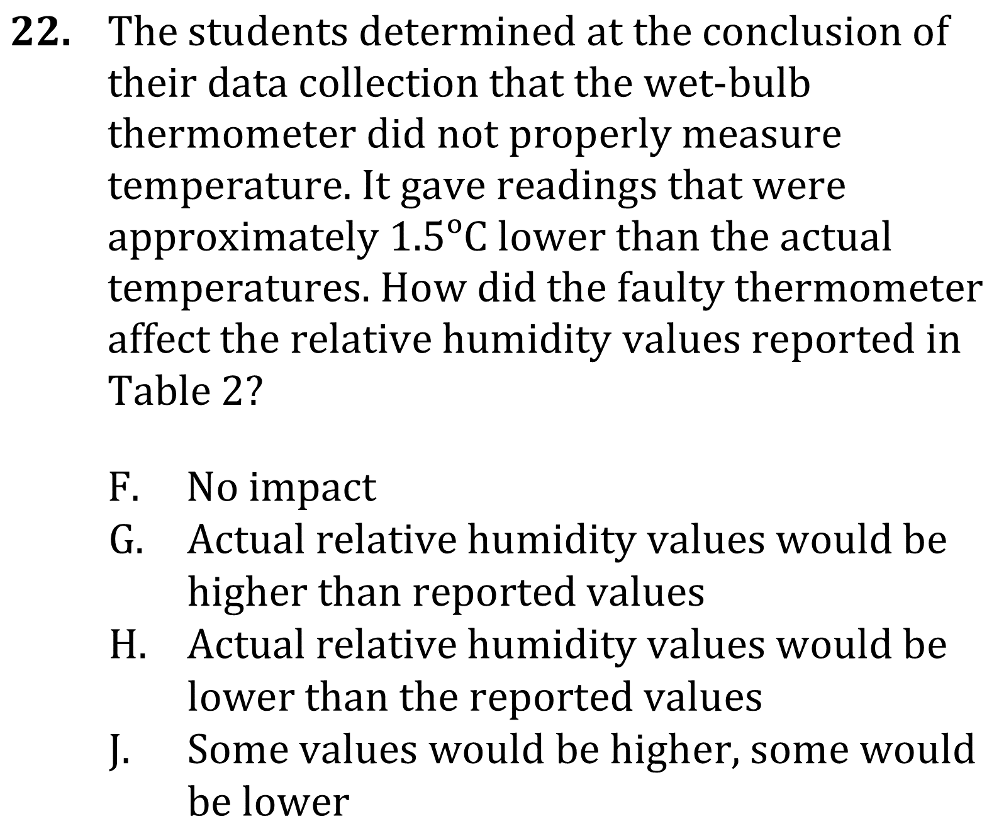 22. The students determined at the conclusion of
their data collection that the wet-bulb
thermometer did not properly measure
temperature. It gave readings that were
approximately 1.5°C lower than the actual
temperatures. How did the faulty thermometer
affect the relative humidity values reported in
Table 2?
F. No impact
G. Actual relative humidity values would be
higher than reported values
H. Actual relative humidity values would be
lower than the reported values
J. Some values would be higher, some would
be lower